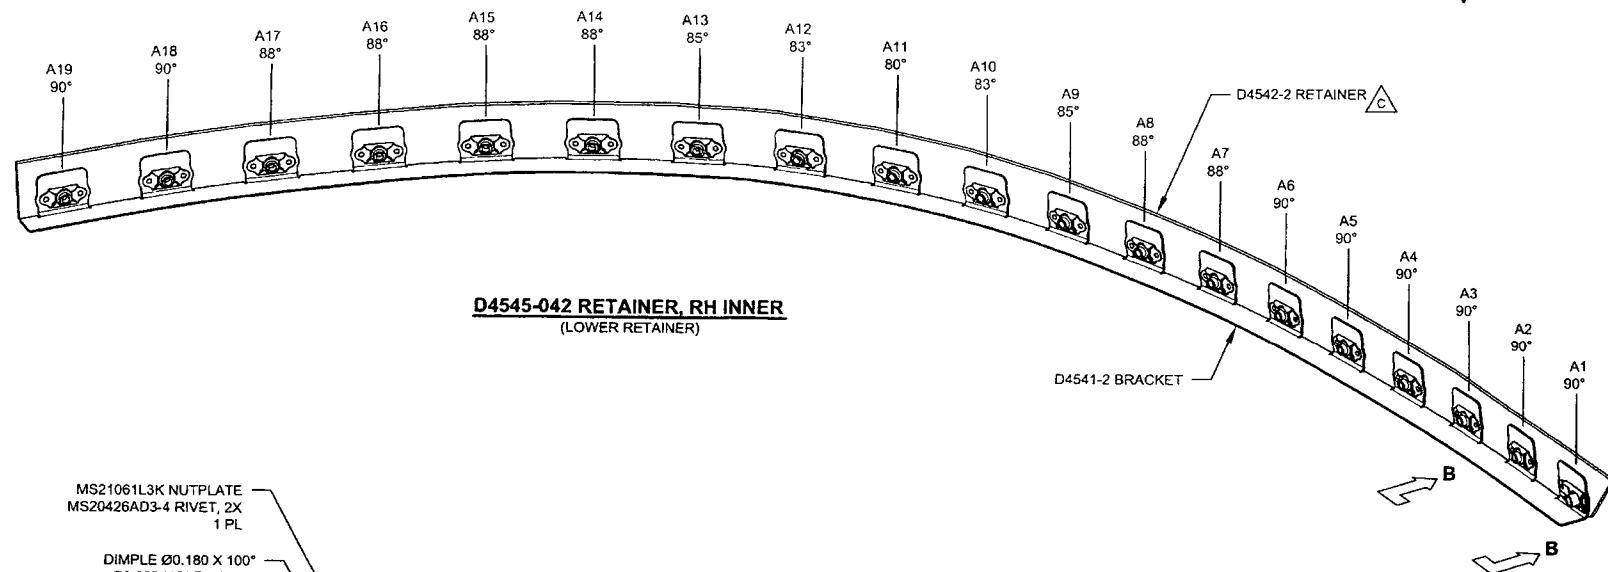 A19
90°
A18
90°
A17
88°
A16
88°
A15
88°
A14
88°
A13
85°
A12
83°
A11
80°
A10
83°
A9
85°
A8
88°
A7
88°
A6
90°
A5
90°
A4
90°
A3
90°
A2
90°
A1
90°
D4542-2 RETAINER C
D4545-042 RETAINER, RH INNER
(LOWER RETAINER)
D4541-2 BRACKET
B
B
MS21061L3K NUTPLATE
MS20426AD3-4 RIVET, 2X
1 PL
DIMPLE Ø0.180 X 100°